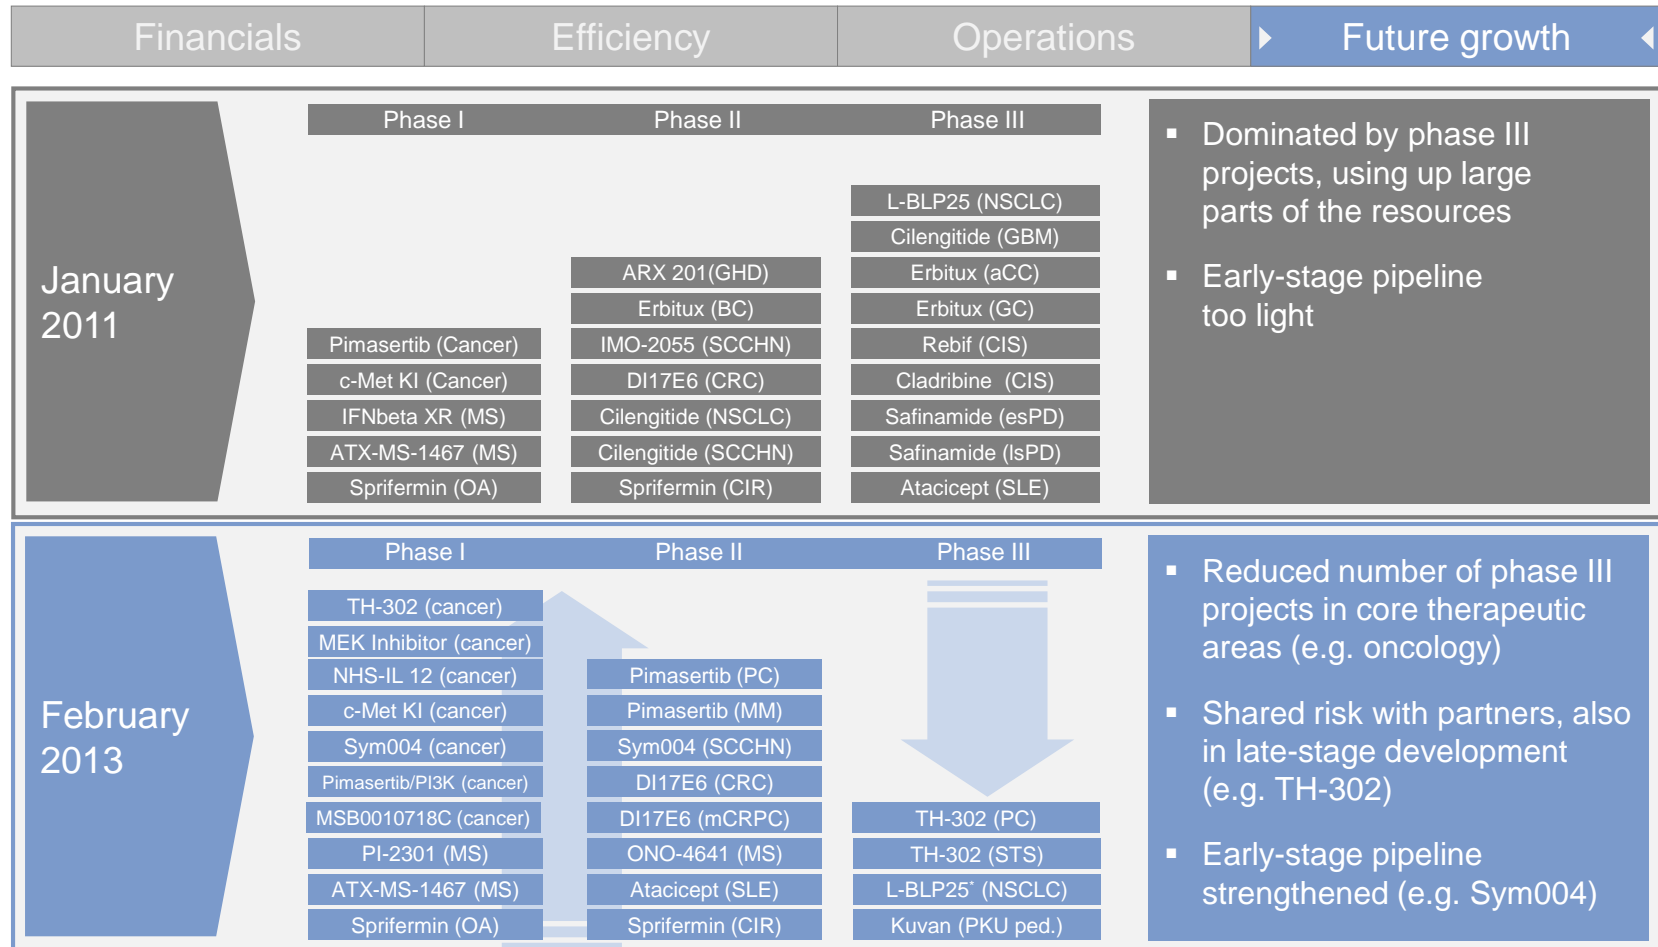 Financials
Efficiency
Operations
Future growth
January
2011
Phase I
Pimasertib (Cancer)
c-Met KI (Cancer)
IFNbeta XR (MS)
ATX-MS-1467 (MS)
Sprifermin (OA)
Phase II
ARX 201(GHD)
Erbitux (BC)
IMO-2055 (SCCHN)
DI17E6 (CRC)
Cilengitide (NSCLC)
Cilengitide (SCCHN)
Sprifermin (CIR)
Phase III
L-BLP25 (NSCLC)
Cilengitide (GBM)
Erbitux (aCC)
Erbitux (GC)
Rebif (CIS)
Cladribine (CIS)
Safinamide (esPD)
Safinamide (lsPD)
Atacicept (SLE)
▪ Dominated by phase III
projects, using up large
parts of the resources
▪ Early-stage pipeline
too light
February
2013
Phase I
TH-302 (cancer)
MEK Inhibitor (cancer)
NHS-IL 12 (cancer)
c-Met KI (cancer)
Sym004 (cancer)
Pimasertib/PI3K (cancer)
MSB0010718C (cancer)
PI-2301 (MS)
ATX-MS-1467 (MS)
Sprifermin (OA)
Phase II
Pimasertib (PC)
Pimasertib (MM)
Sym004 (SCCHN)
DI17E6 (CRC)
DI17E6 (mCRPC)
ONO-4641 (MS)
Atacicept (SLE)
Sprifermin (CIR)
Phase III
TH-302 (PC)
TH-302 (STS)
L-BLP25* (NSCLC)
Kuvan (PKU ped.)
▪ Reduced number of phase III
projects in core therapeutic
areas (e.g. oncology)
▪ Shared risk with partners, also
in late-stage development
(e.g. TH-302)
▪ Early-stage pipeline
strengthened (e.g. Sym004)